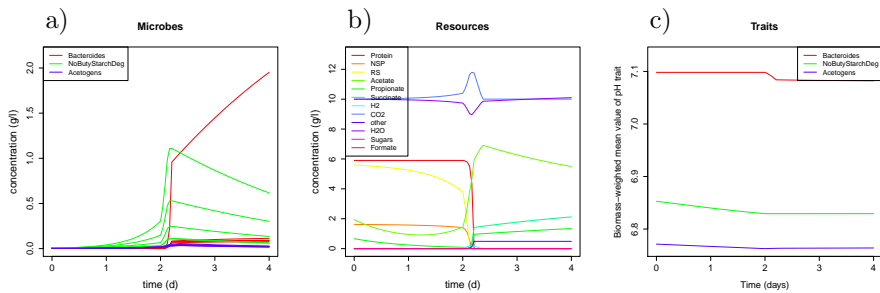 a)
Microbes
Bacteroides
NoButyStarchDeg
Acetogens
concentration (g/l)
0.0
0.5
1.0
1.5
2.0
0
1
2
3
4
time (d)
b)
Resources
Protein
NSP
RS
Acetate
Propionate
Succinate
H2
CO2
other
H2O
Sugars
Formate
concentration (g/l)
0
2
4
6
8
10
12
0
1
2
3
4
time (d)
c)
Traits
Bacteroides
NoButyStarchDeg
Acetogens
Biomass−weighted mean value of pH trait
6.8
6.9
7.0
7.1
0
1
2
3
4
Time (days)